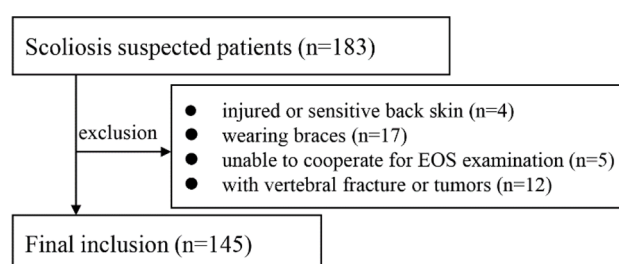 Scoliosis suspected patients (n=183)
exclusion
● injured or sensitive back skin (n=4)
● wearing braces (n=17)
● unable to cooperate for EOS examination (n=5)
● with vertebral fracture or tumors (n=12)
Final inclusion (n=145)